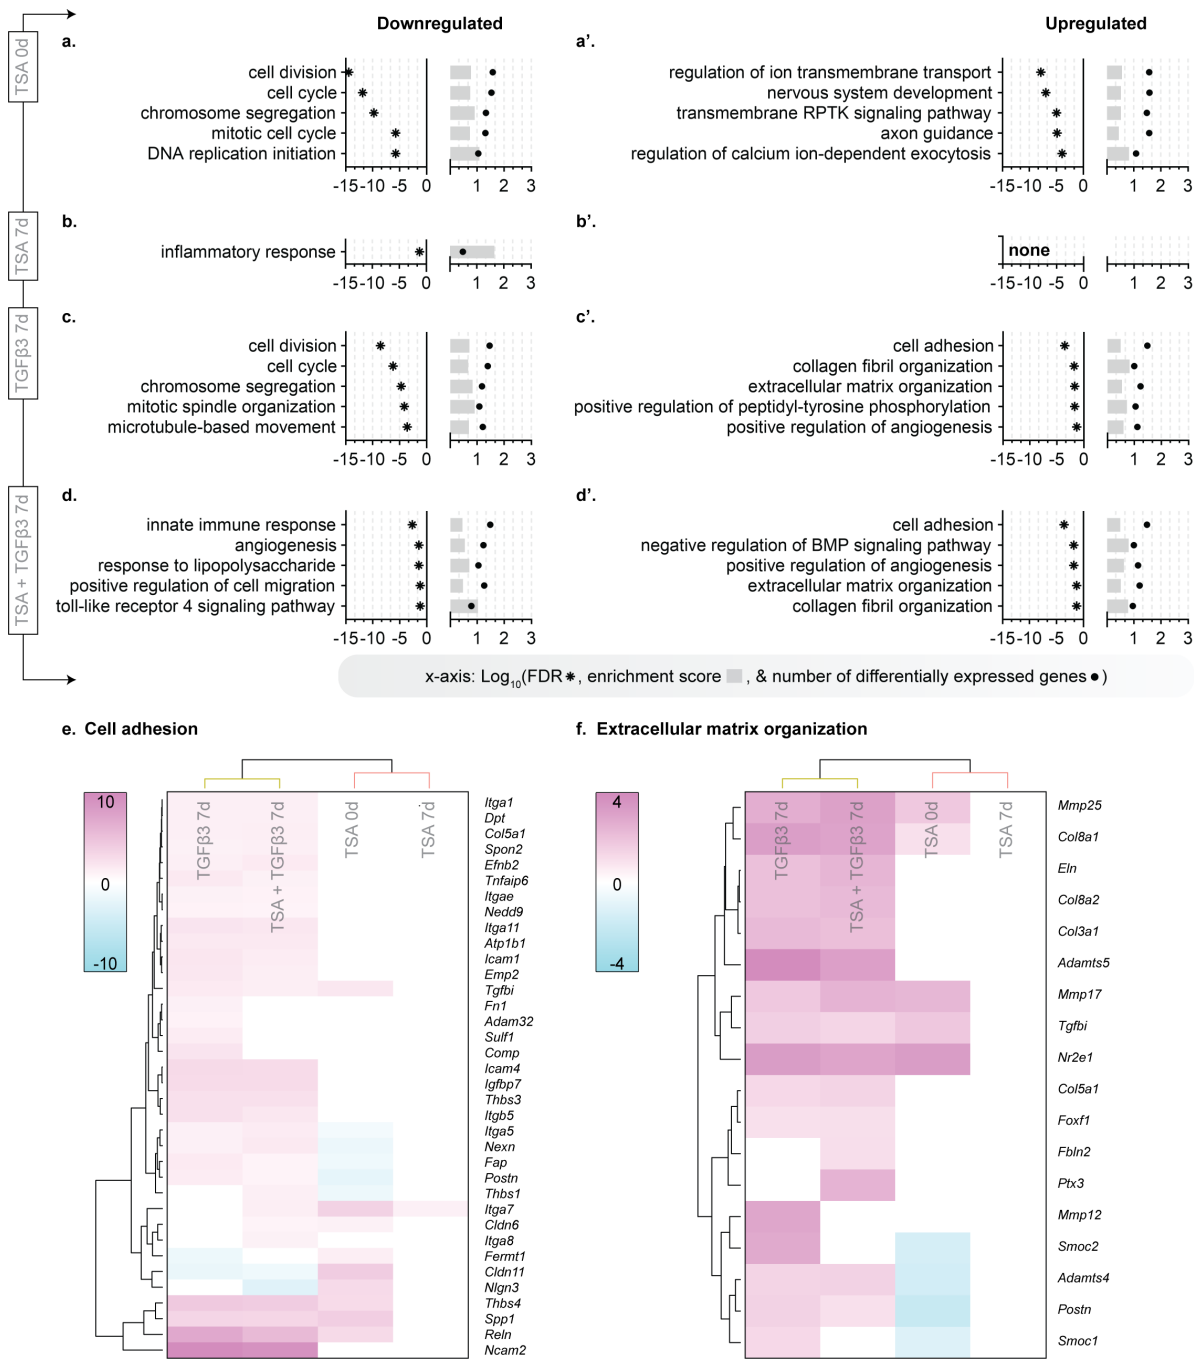 Downregulated
Upregulated
TSA 0d
a.
cell division
cell cycle
chromosome segregation
mitotic cell cycle
DNA replication initiation
-15 -10 -5 0
1 2 3
a'.
regulation of ion transmembrane transport
nervous system development
transmembrane RPTK signaling pathway
axon guidance
regulation of calcium ion-dependent exocytosis
-15 -10 -5 0
1 2 3
TSA 7d
b.
inflammatory response
-15 -10 -5 0
1 2 3
b'.
none
-15 -10 -5 0
1 2 3
TGFβ3 7d
c.
cell division
cell cycle
chromosome segregation
mitotic spindle organization
microtubule-based movement
-15 -10 -5 0
1 2 3
c'.
cell adhesion
collagen fibril organization
extracellular matrix organization
positive regulation of peptidyl-tyrosine phosphorylation
positive regulation of angiogenesis
-15 -10 -5 0
1 2 3
TSA + TGFβ3 7d
d.
innate immune response
angiogenesis
response to lipopolysaccharide
positive regulation of cell migration
toll-like receptor 4 signaling pathway
-15 -10 -5 0
1 2 3
d'.
cell adhesion
negative regulation of BMP signaling pathway
positive regulation of angiogenesis
extracellular matrix organization
collagen fibril organization
-15 -10 -5 0
1 2 3
x-axis: Log10(FDR✱, enrichment score , & number of differentially expressed genes ●)
e. Cell adhesion
10
0
-10
TGFβ3 7d
TSA + TGFβ3 7d
TSA 0d
TSA 7d
Itga1
Dpt
Col5a1
Spon2
Efnb2
Tnfaip6
Itgae
Nedd9
Itga11
Atp1b1
Icam1
Emp2
Tgfbi
Fn1
Adam32
Sulf1
Comp
Icam4
Igfbp7
Thbs3
Itgb5
Itga5
Nexn
Fap
Postn
Thbs1
Itga7
Cldn6
Itga8
Fermt1
Cldn11
Nlgn3
Thbs4
Spp1
Reln
Ncam2
f. Extracellular matrix organization
4
0
-4
TGFβ3 7d
TSA + TGFβ3 7d
TSA 0d
TSA 7d
Mmp25
Col8a1
Eln
Col8a2
Col3a1
Adamts5
Mmp17
Tgfbi
Nr2e1
Col5a1
Foxf1
Fbln2
Ptx3
Mmp12
Smoc2
Adamts4
Postn
Smoc1